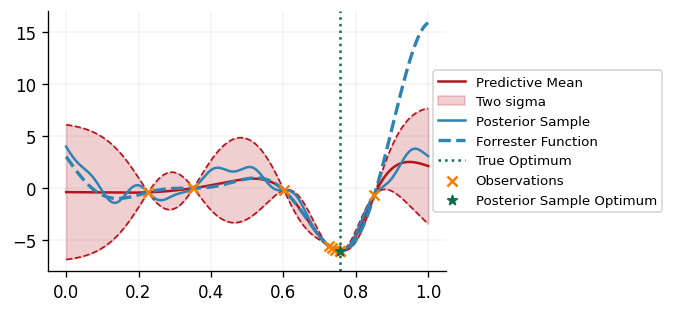 15
10
5
0
−5
0.0 0.2 0.4 0.6 0.8 1.0
Predictive Mean
Two sigma
Posterior Sample
Forrester Function
True Optimum
Observations
Posterior Sample Optimum